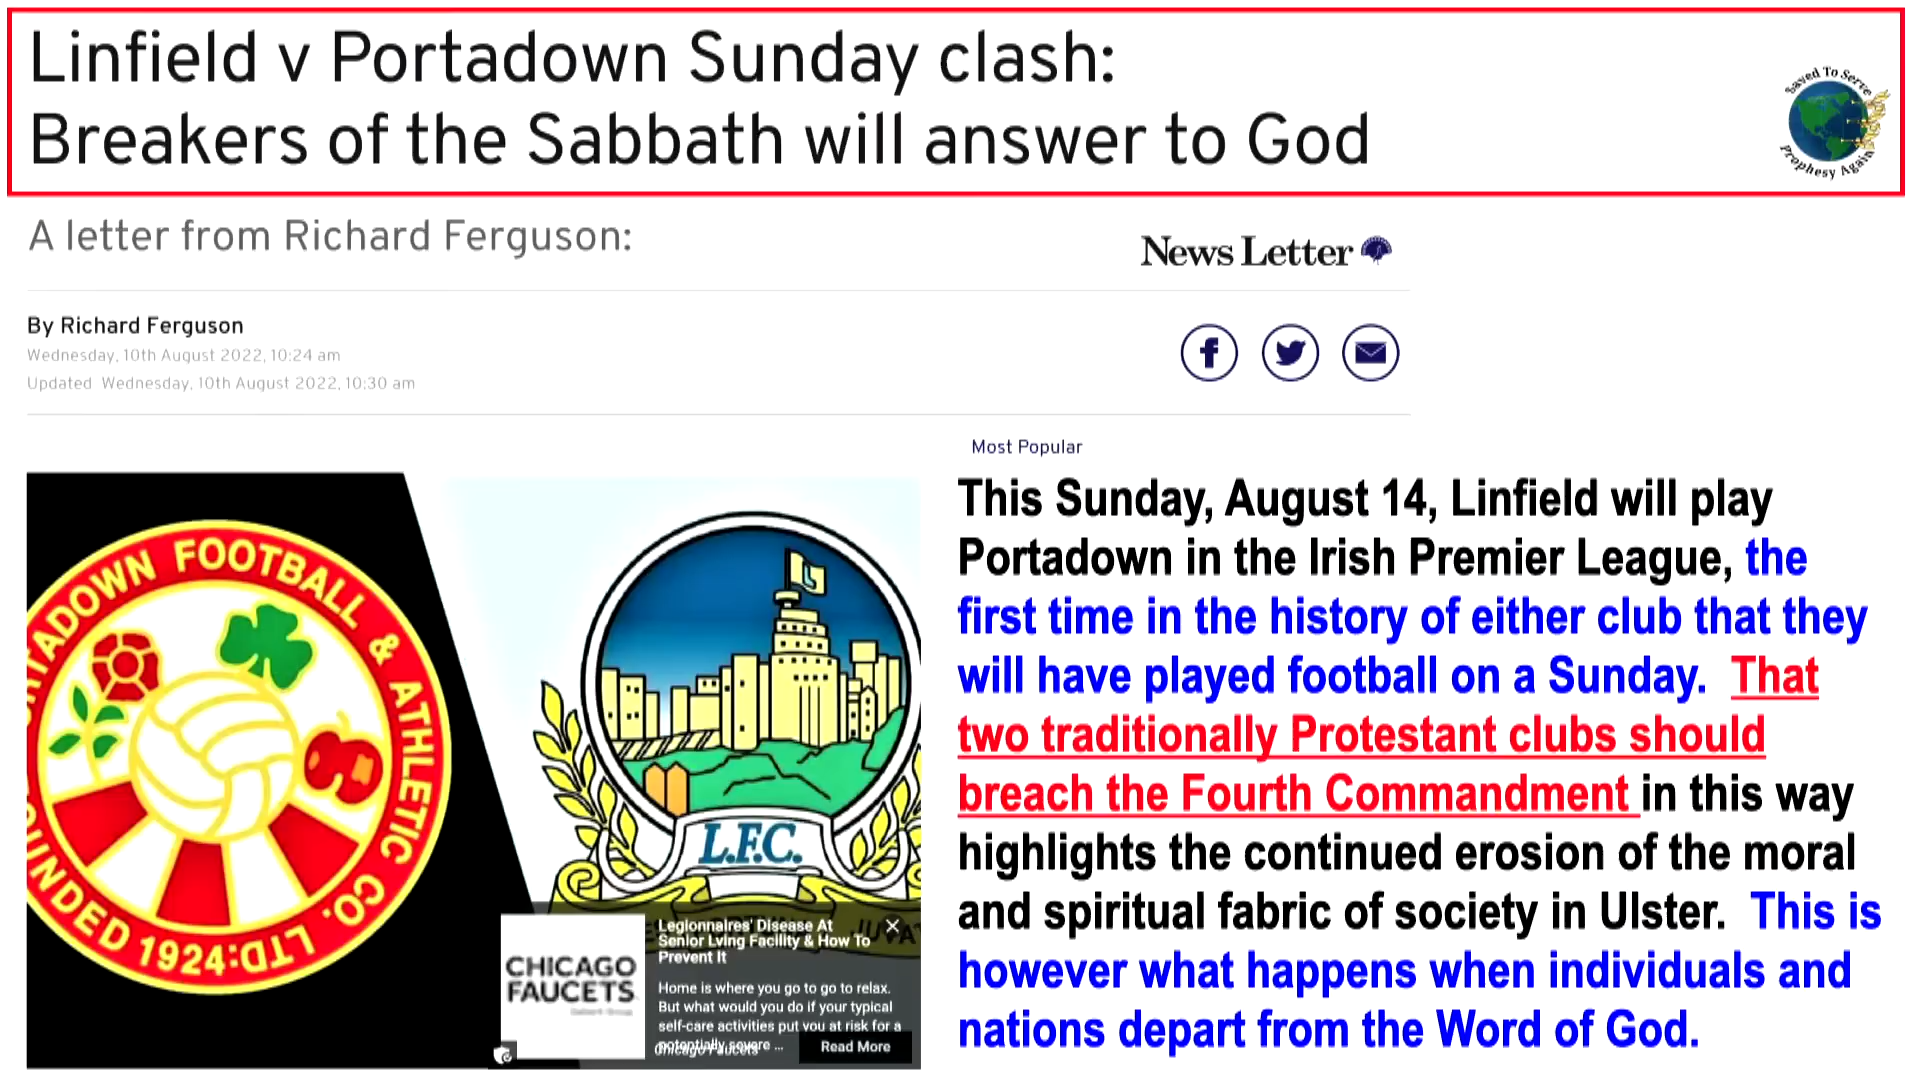 Linfield v Portadown Sunday clash:
Breakers of the Sabbath will answer to God
Saved To Serve
Prophesy Again
A letter from Richard Ferguson:
News Letter
By Richard Ferguson
Wednesday, 10th August 2022, 10:24 am
Updated Wednesday, 10th August 2022, 10:30 am
Most Popular
PORTADOWN FOOTBALL & ATHLETIC CO. LTD:
FOUNDED 1924
L
L.F.C.
This Sunday, August 14, Linfield will play
Portadown in the Irish Premier League, the
first time in the history of either club that they
will have played football on a Sunday. That
two traditionally Protestant clubs should
breach the Fourth Commandment in this way
highlights the continued erosion of the moral
and spiritual fabric of society in Ulster. This is
however what happens when individuals and
nations depart from the Word of God.
CHICAGO
FAUCETS
Legionnaires' Disease At
Senior Lving Facility & How To
Prevent It
Home is where you go to go to relax.
But what would you do if your typical
self-care activities put you at risk for a
potentially severe ...
Chicago Faucets
Read More